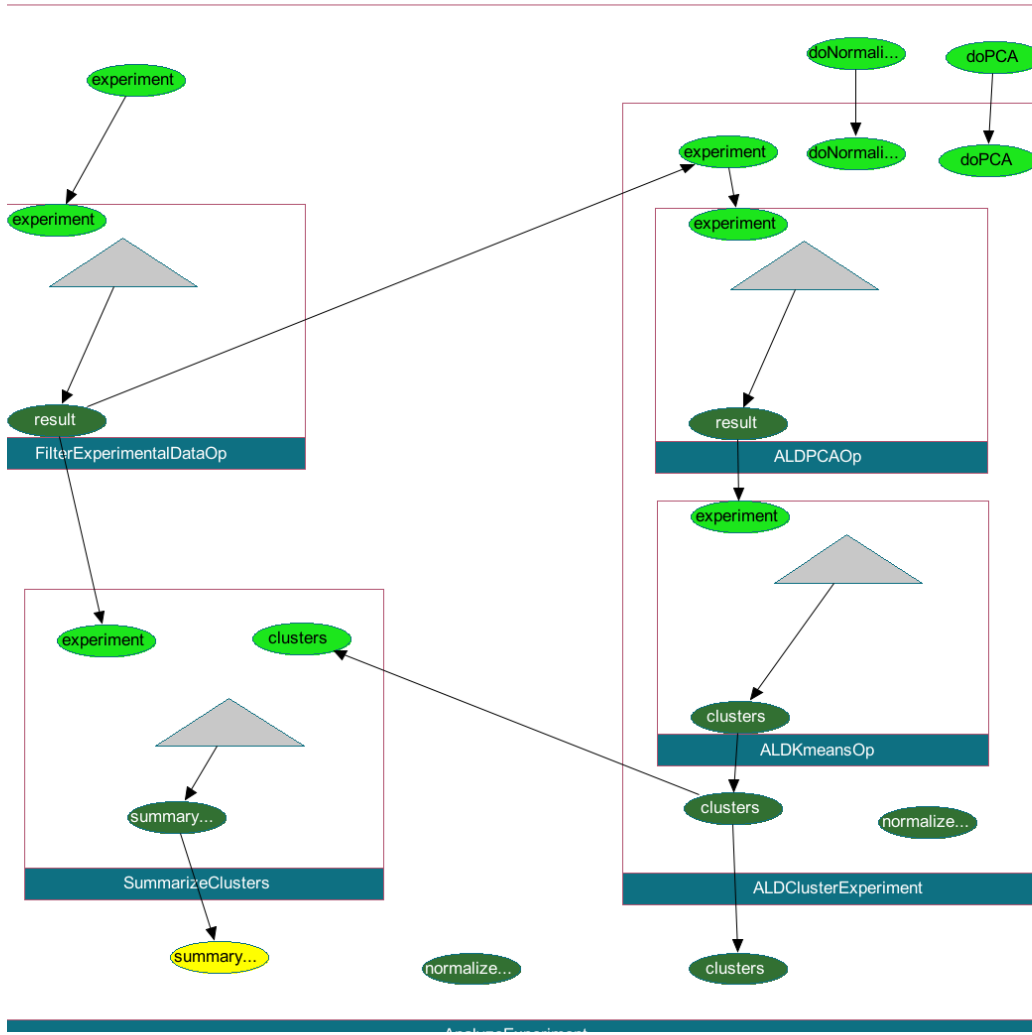 doNormali...
doPCA
experiment
experiment
doNormali...
doPCA
experiment
experiment
result
result
FilterExperimentalDataOp
ALDPCAOp
experiment
experiment
clusters
clusters
ALDKmeansOp
summary...
clusters
normalize...
SummarizeClusters
ALDClusterExperiment
summary...
normalize...
clusters
AnalyzeExperiment